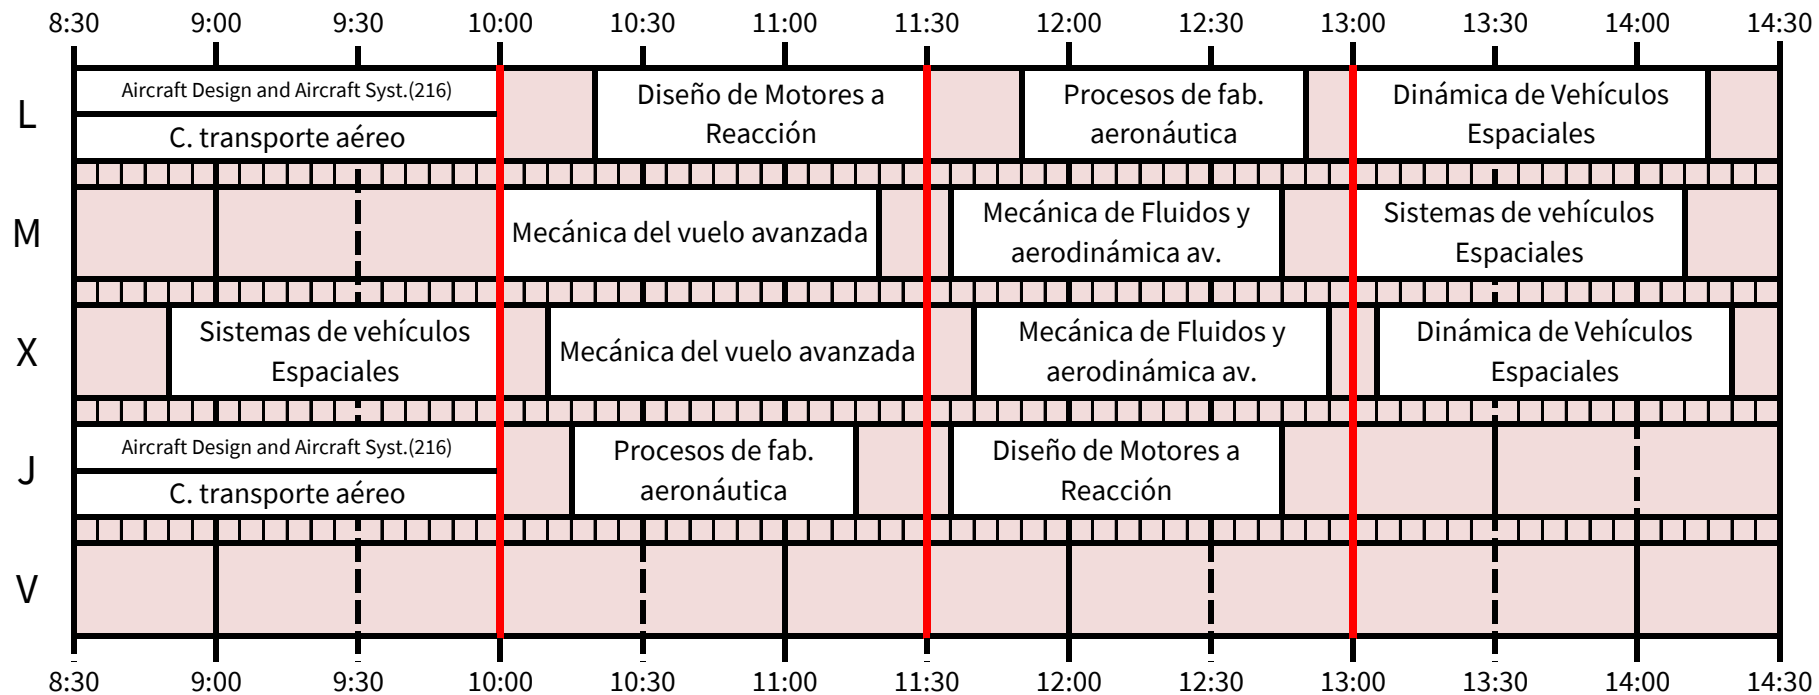 8:30 9:00 9:30 10:00 10:30 11:00 11:30 12:00 12:30 13:00 13:30 14:00 14:30
L
Aircraft Design and Aircraft Syst.(216)
C. transporte aéreo
Diseño de Motores a
Reacción
Procesos de fab.
aeronáutica
Dinámica de Vehículos
Espaciales
M
Mecánica del vuelo avanzada
Mecánica de Fluidos y
aerodinámica av.
Sistemas de vehículos
Espaciales
X
Sistemas de vehículos
Espaciales
Mecánica del vuelo avanzada
Mecánica de Fluidos y
aerodinámica av.
Dinámica de Vehículos
Espaciales
J
Aircraft Design and Aircraft Syst.(216)
C. transporte aéreo
Procesos de fab.
aeronáutica
Diseño de Motores a
Reacción
V
8:30 9:00 9:30 10:00 10:30 11:00 11:30 12:00 12:30 13:00 13:30 14:00 14:30